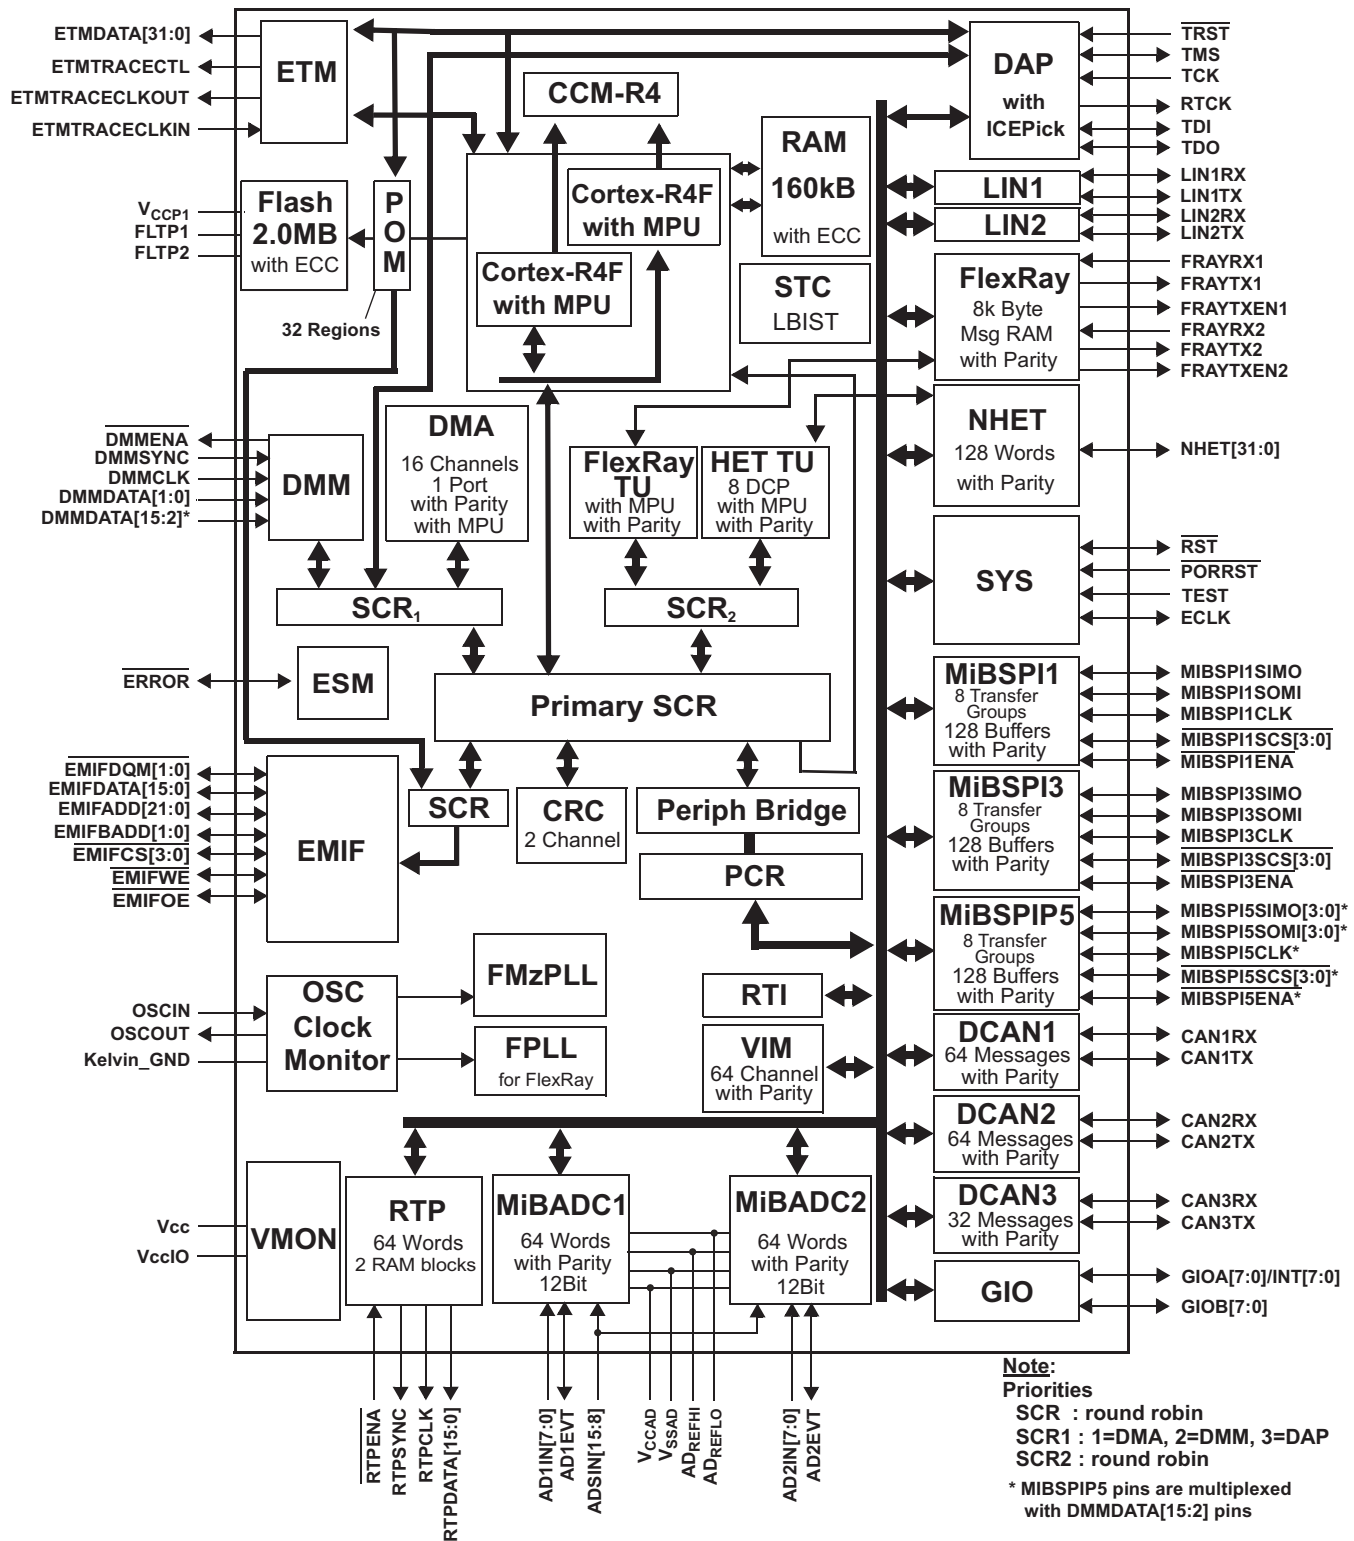 ETMDATA[31:0]
ETMTRACECTL
ETMTRACECLKOUT
ETMTRACECLKIN
ETM
VCCP1
FLTP1
FLTP2
Flash
2.0MB
with ECC
P
O
M
32 Regions
CCM-R4
Cortex-R4F
with MPU
Cortex-R4F
with MPU
RAM
160kB
with ECC
STC
LBIST
DAP
with
ICEPick
TRST
TMS
TCK
RTCK
TDI
TDO
LIN1
LIN1RX
LIN1TX
LIN2
LIN2RX
LIN2TX
FlexRay
8k Byte
Msg RAM
with Parity
FRAYRX1
FRAYTX1
FRAYTXEN1
FRAYRX2
FRAYTX2
FRAYTXEN2
DMMENA
DMMSYNC
DMMCLK
DMMDATA[1:0]
DMMDATA[15:2]*
DMM
DMA
16 Channels
1 Port
with Parity
with MPU
FlexRay
TU
with MPU
with Parity
HET TU
8 DCP
with MPU
with Parity
NHET
128 Words
with Parity
NHET[31:0]
SCR1
SCR2
SYS
RST
PORRST
TEST
ECLK
ERROR
ESM
Primary SCR
MiBSPI1
8 Transfer
Groups
128 Buffers
with Parity
MIBSPI1SIMO
MIBSPI1SOMI
MIBSPI1CLK
MIBSPI1SCS[3:0]
MIBSPI1ENA
EMIFDQM[1:0]
EMIFDATA[15:0]
EMIFADD[21:0]
EMIFBADD[1:0]
EMIFCS[3:0]
EMIFWE
EMIFOE
EMIF
SCR
CRC
2 Channel
Periph Bridge
PCR
MiBSPI3
8 Transfer
Groups
128 Buffers
with Parity
MIBSPI3SIMO
MIBSPI3SOMI
MIBSPI3CLK
MIBSPI3SCS[3:0]
MIBSPI3ENA
MiBSPIP5
8 Transfer
Groups
128 Buffers
with Parity
MIBSPI5SIMO[3:0]*
MIBSPI5SOMI[3:0]*
MIBSPI5CLK*
MIBSPI5SCS[3:0]*
MIBSPI5ENA*
OSCIN
OSCOUT
Kelvin_GND
OSC
Clock
Monitor
FMzPLL
FPLL
for FlexRay
RTI
VIM
64 Channel
with Parity
DCAN1
64 Messages
with Parity
CAN1RX
CAN1TX
DCAN2
64 Messages
with Parity
CAN2RX
CAN2TX
DCAN3
32 Messages
with Parity
CAN3RX
CAN3TX
Vcc
VccIO
VMON
RTP
64 Words
2 RAM blocks
MiBADC1
64 Words
with Parity
12Bit
MiBADC2
64 Words
with Parity
12Bit
GIO
GIOA[7:0]/INT[7:0]
GIOB[7:0]
RTPENA
RTPSYNC
RTPCLK
RTPDATA[15:0]
AD1IN[7:0]
AD1EVT
ADSIN[15:8]
VCCAD
VSSAD
ADREFHI
ADREFLO
AD2IN[7:0]
AD2EVT
Note:
Priorities
SCR : round robin
SCR1 : 1=DMA, 2=DMM, 3=DAP
SCR2 : round robin
* MIBSPIP5 pins are multiplexed
with DMMDATA[15:2] pins